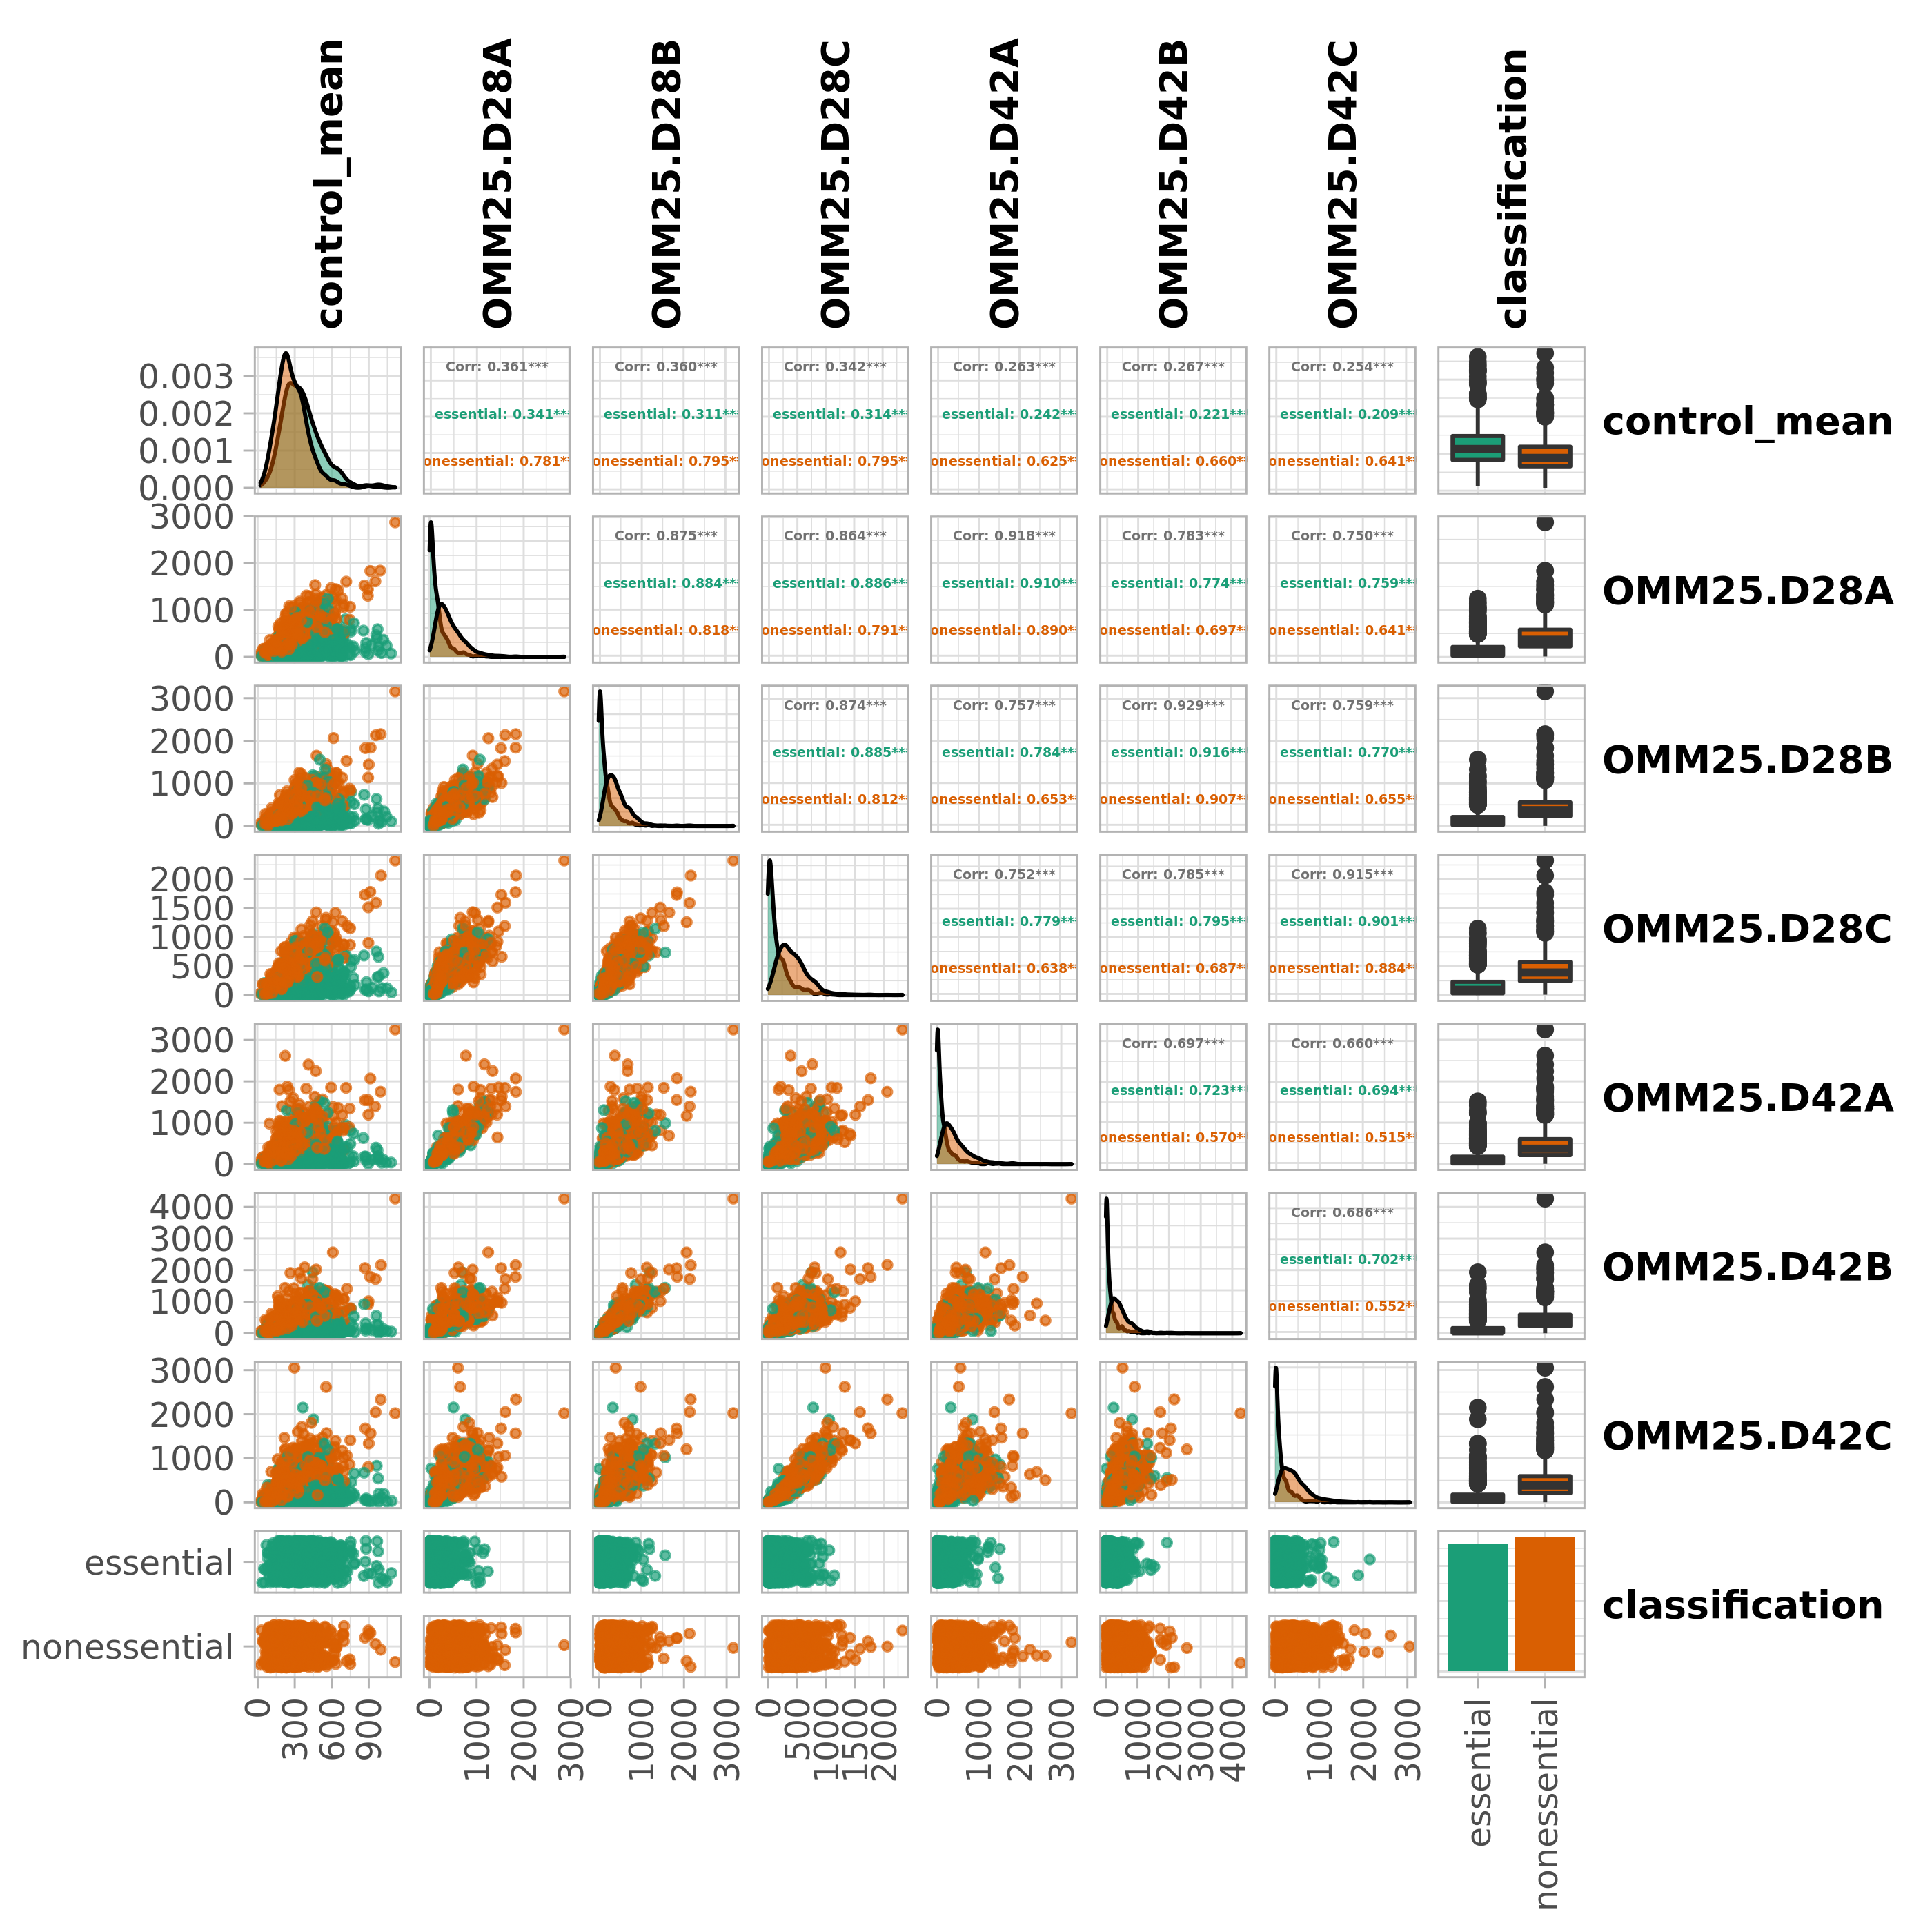 control_mean
OMM25.D28A
OMM25.D28B
OMM25.D28C
OMM25.D42A
OMM25.D42B
OMM25.D42C
classification
0.003
0.002
0.001
0.000
Corr: 0.361***
essential: 0.341**
onessential: 0.781*
Corr: 0.360***
essential: 0.311***
onessential: 0.795*
Corr: 0.342***
essential: 0.314***
onessential: 0.795*
Corr: 0.263***
essential: 0.242***
onessential: 0.625*
Corr: 0.267***
essential: 0.221***
onessential: 0.660*
Corr: 0.254***
essential: 0.209***
onessential: 0.641*
control_mean
3000
2000
1000
0
Corr: 0.875***
essential: 0.884***
onessential: 0.818*
Corr: 0.864***
essential: 0.886***
onessential: 0.791*
Corr: 0.918***
essential: 0.910***
onessential: 0.890*
Corr: 0.783***
essential: 0.774***
onessential: 0.697*
Corr: 0.750***
essential: 0.759***
onessential: 0.641*
OMM25.D28A
3000
2000
1000
0
Corr: 0.874***
essential: 0.885***
onessential: 0.812*
Corr: 0.757***
essential: 0.784***
onessential: 0.653*
Corr: 0.929***
essential: 0.916***
onessential: 0.907*
Corr: 0.759***
essential: 0.770***
onessential: 0.655*
OMM25.D28B
2000
1500
1000
500
0
Corr: 0.752***
essential: 0.779***
onessential: 0.638*
Corr: 0.785***
essential: 0.795***
onessential: 0.687*
Corr: 0.915***
essential: 0.901***
onessential: 0.884*
OMM25.D28C
3000
2000
1000
0
Corr: 0.697***
essential: 0.723***
onessential: 0.570*
Corr: 0.660***
essential: 0.694***
onessential: 0.515*
OMM25.D42A
4000
3000
2000
1000
0
Corr: 0.686***
essential: 0.702***
onessential: 0.552*
OMM25.D42B
3000
2000
1000
0
OMM25.D42C
essential
nonessential
classification
0
300
600
900
0
1000
2000
3000
0
1000
2000
3000
0
500
1000
1500
2000
0
1000
2000
3000
0
1000
2000
3000
4000
0
1000
2000
3000
essential
nonessential